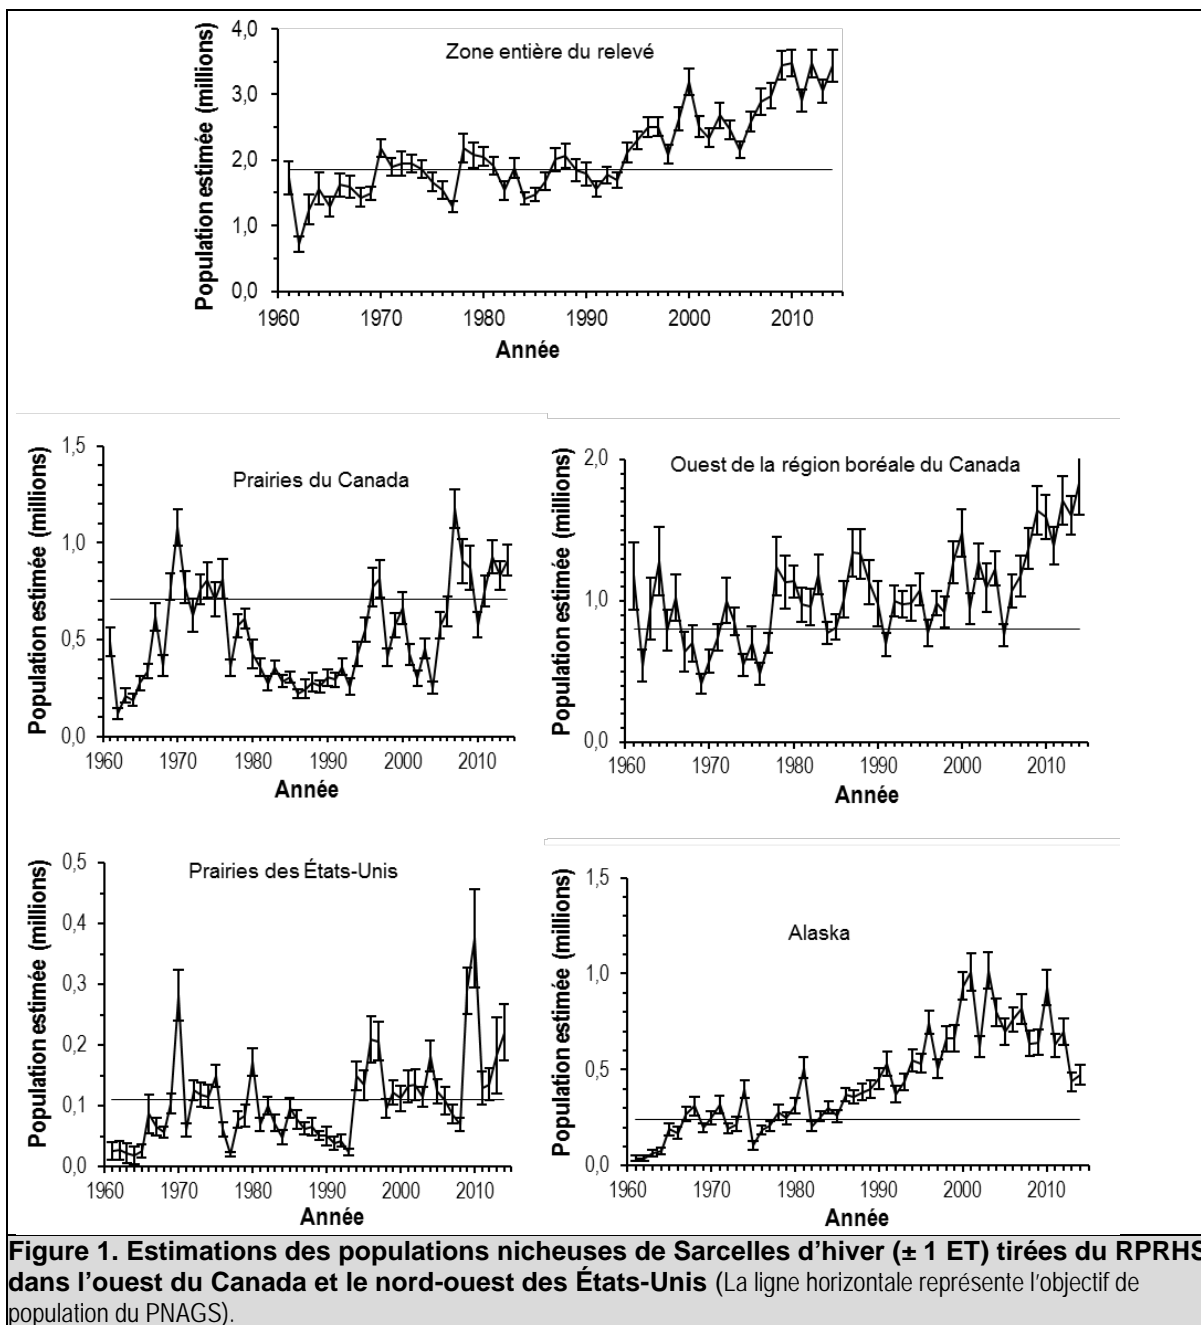 Zone entière du relevé
Population estimée (millions)
4,0
3,0
2,0
1,0
0,0
1960 1970 1980 1990 2000 2010
Année
Prairies du Canada
Population estimée (millions)
1,5
1,0
0,5
0,0
1960 1970 1980 1990 2000 2010
Année
Ouest de la région boréale du Canada
Population estimée (millions)
2,0
1,0
0,0
1960 1970 1980 1990 2000 2010
Année
Prairies des États-Unis
Population estimée (millions)
0,5
0,4
0,3
0,2
0,1
0,0
1960 1970 1980 1990 2000 2010
Année
Alaska
Population estimée (millions)
1,5
1,0
0,5
0,0
1960 1970 1980 1990 2000 2010
Année
Figure 1. Estimations des populations nicheuses de Sarcelles d'hiver (± 1 ET) tirées du RPRHS
dans l'ouest du Canada et le nord-ouest des États-Unis (La ligne horizontale représente l'objectif de
population du PNAGS).